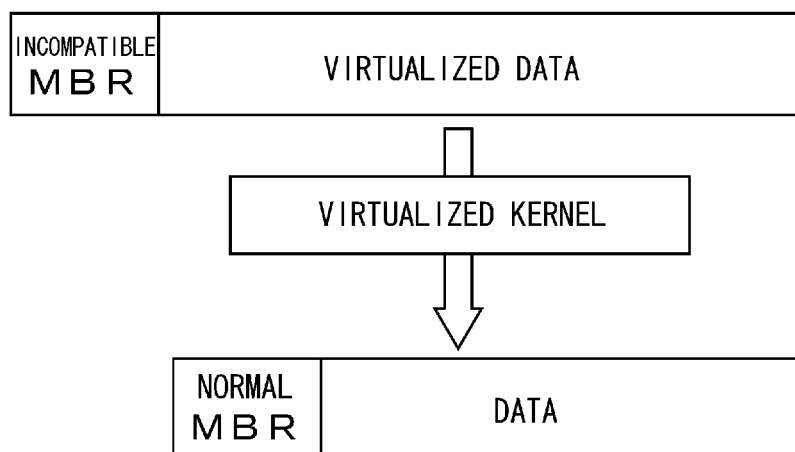 INCOMPATIBLE
MBR
VIRTUALIZED DATA
VIRTUALIZED KERNEL
NORMAL
MBR
DATA